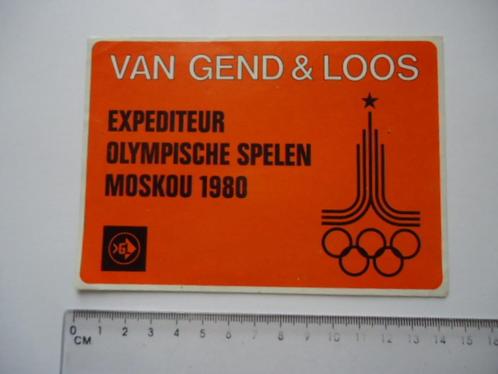 VAN GEND & LOOS
EXPEDITEUR
OLYMPISCHE SPELEN
MOSKOU 1980
>G<
0 1 2 3 4 5 6 7 8 9 10 11 12 13 14 15 16
CM